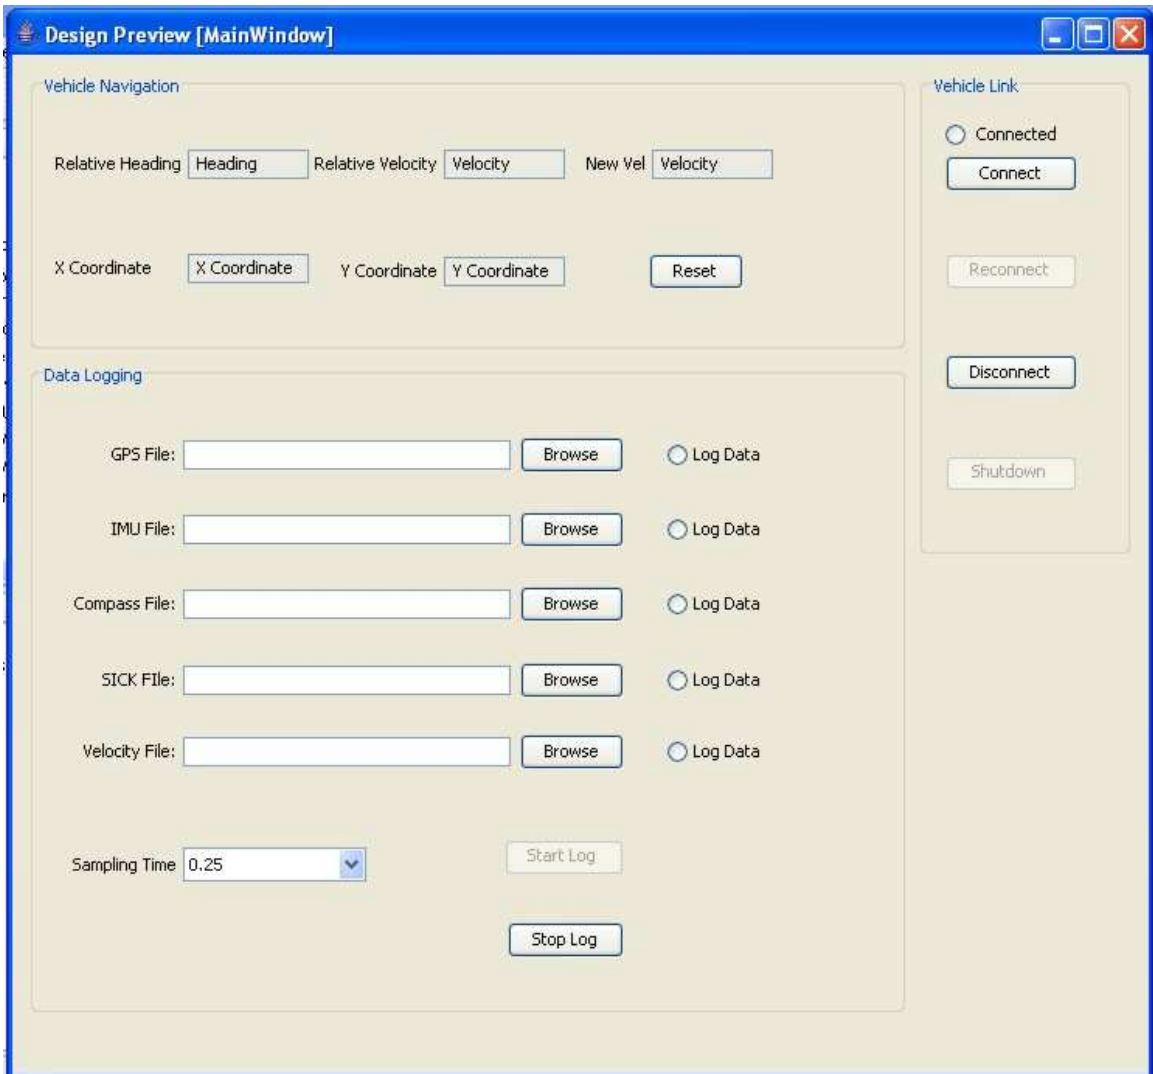 Design Preview [MainWindow]
Vehicle Navigation
Relative Heading Heading Relative Velocity Velocity New Vel Velocity
X Coordinate X Coordinate Y Coordinate Y Coordinate Reset
Vehicle Link
Connected
Connect
Reconnect
Disconnect
Shutdown
Data Logging
GPS File: Browse Log Data
IMU File: Browse Log Data
Compass File: Browse Log Data
SICK FIle: Browse Log Data
Velocity File: Browse Log Data
Sampling Time 0.25 Start Log
Stop Log